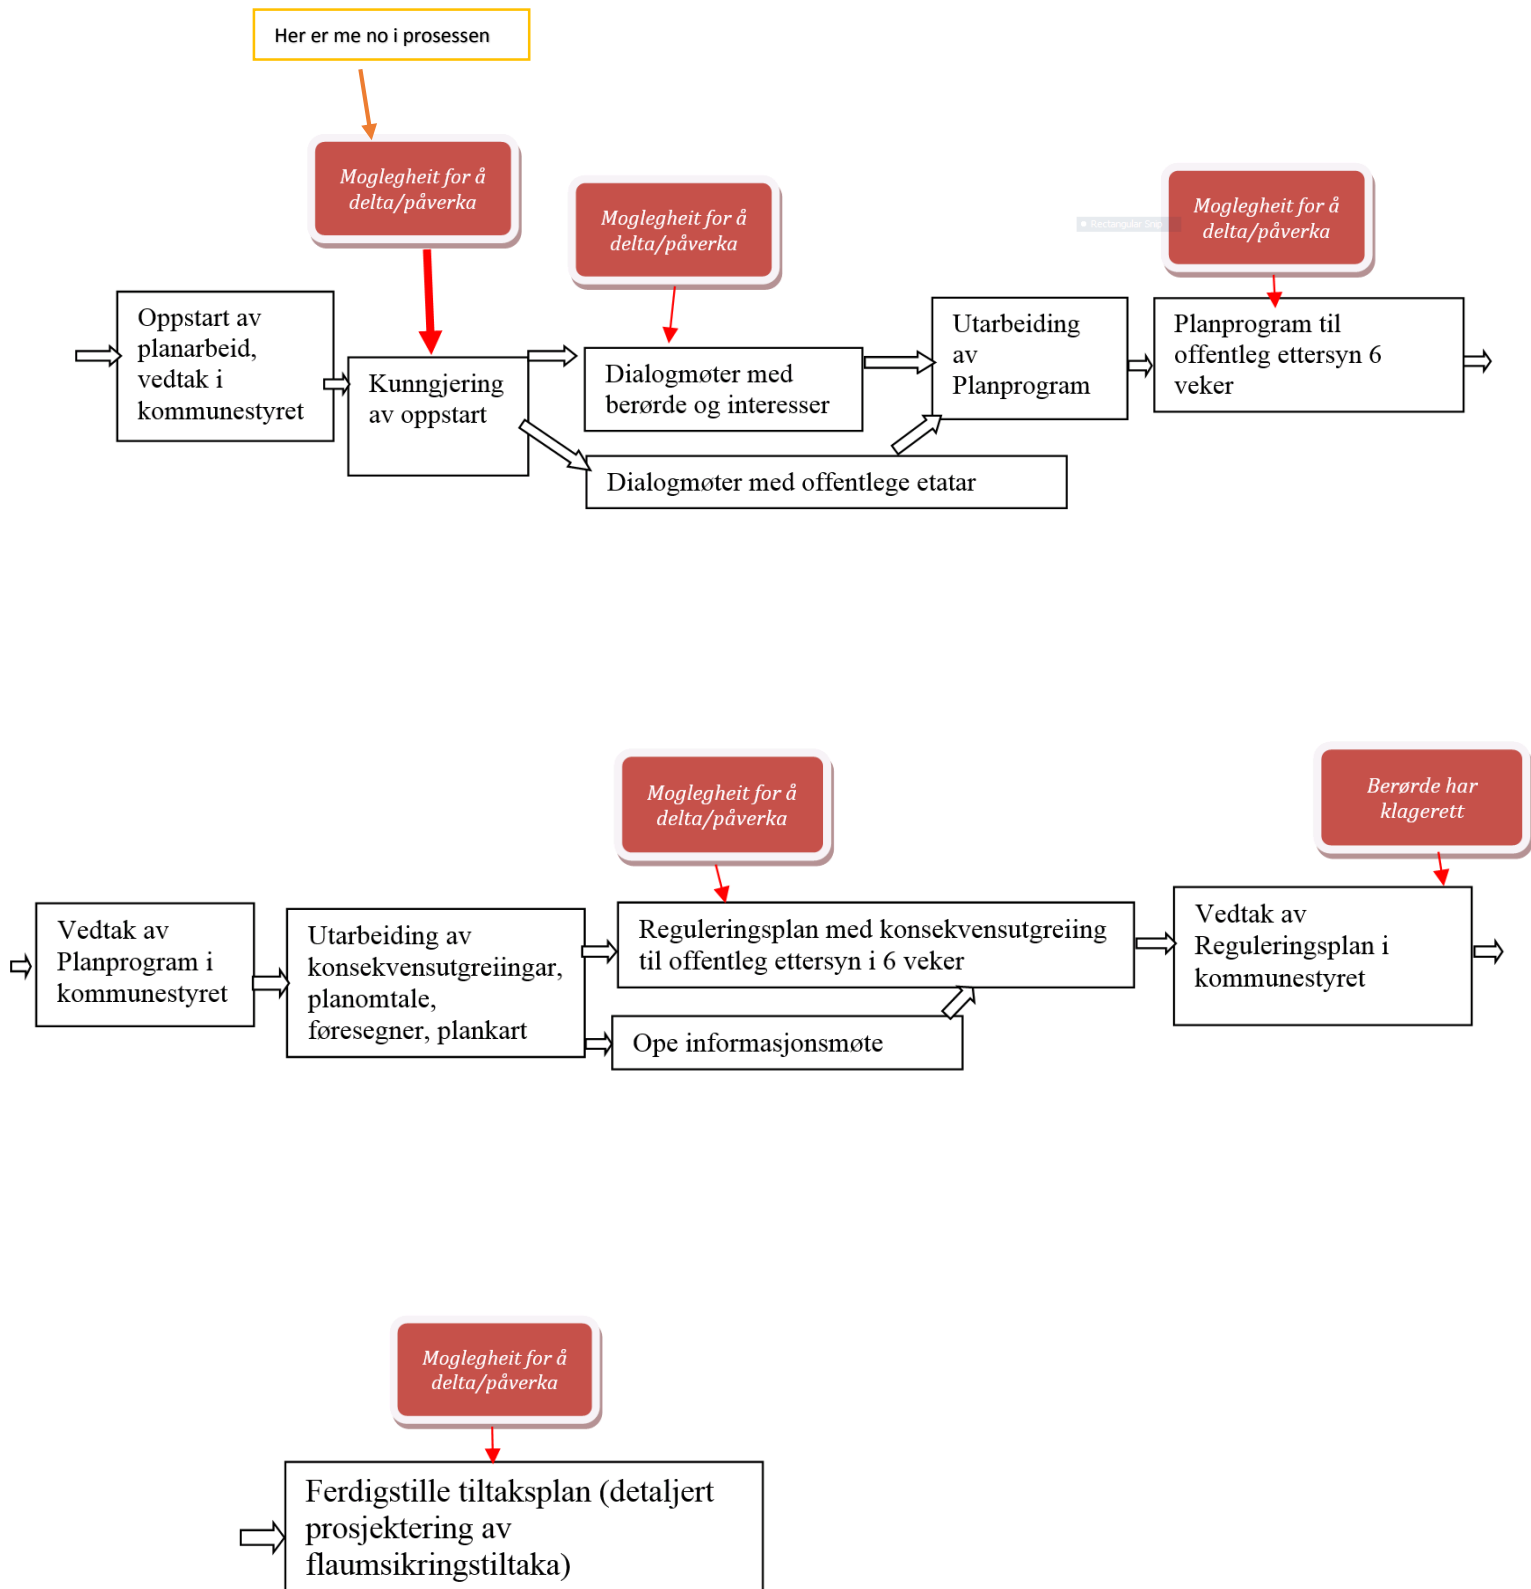 Her er me no i prosessen
Moglegheit for å
delta/påverka
Moglegheit for å
delta/påverka
Moglegheit for å
delta/påverka
Rectangular Snip
Oppstart av
planarbeid,
vedtak i
kommunestyret
Kunngjering
av oppstart
Dialogmøter med
berørde og interesser
Dialogmøter med offentlege etatar
Utarbeiding
av
Planprogram
Planprogram til
offentleg ettersyn 6
veker
Moglegheit for å
delta/påverka
Berørde har
klagerett
Vedtak av
Planprogram i
kommunestyret
Utarbeiding av
konsekvensutgreiingar,
planomtale,
føresegner, plankart
Reguleringsplan med konsekvensutgreiing
til offentleg ettersyn i 6 veker
Ope informasjonsmøte
Vedtak av
Reguleringsplan i
kommunestyret
Moglegheit for å
delta/påverka
Ferdigstille tiltaksplan (detaljert
prosjektering av
flaumsikringstiltaka)